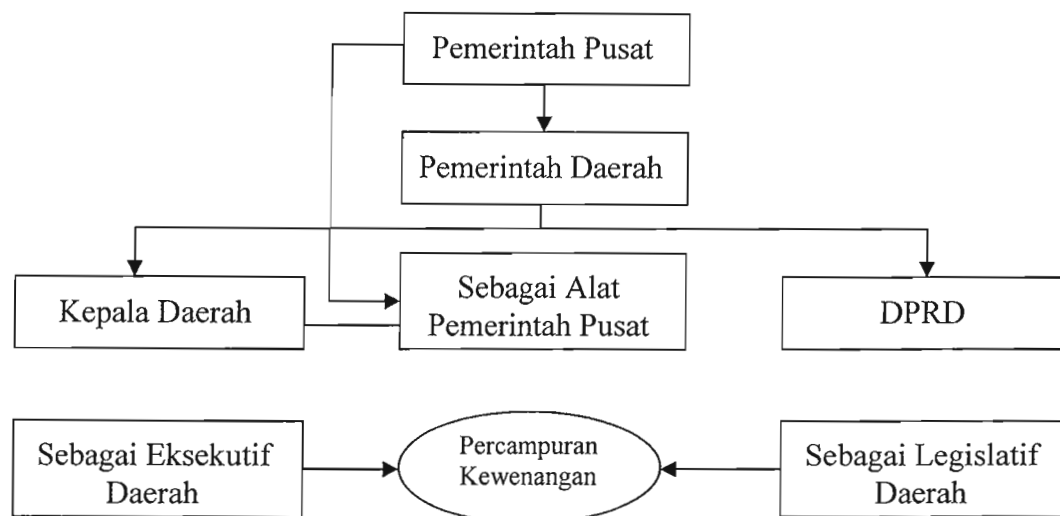 Pemerintah Pusat
Pemerintah Daerah
Kepala Daerah
Sebagai Alat
Pemerintah Pusat
DPRD
Sebagai Eksekutif
Daerah
Percampuran
Kewenangan
Sebagai Legislatif
Daerah